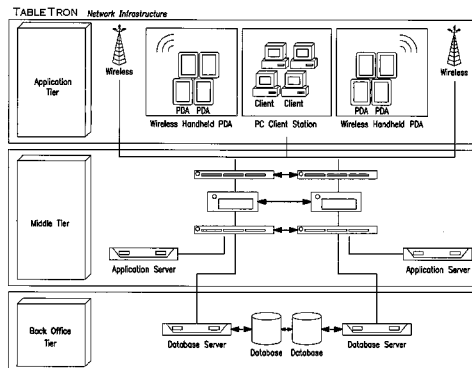 TABLETRON Network Infrastructure
Application
Tier
Wireless
PDA PDA
Wireless Handheld PDA
Client Client
PC Client Station
PDA PDA
Wireless Handheld PDA
Wireless
Middle Tier
Application Server
Application Server
Back Office
Tier
Database Server
Database Database
Database Server